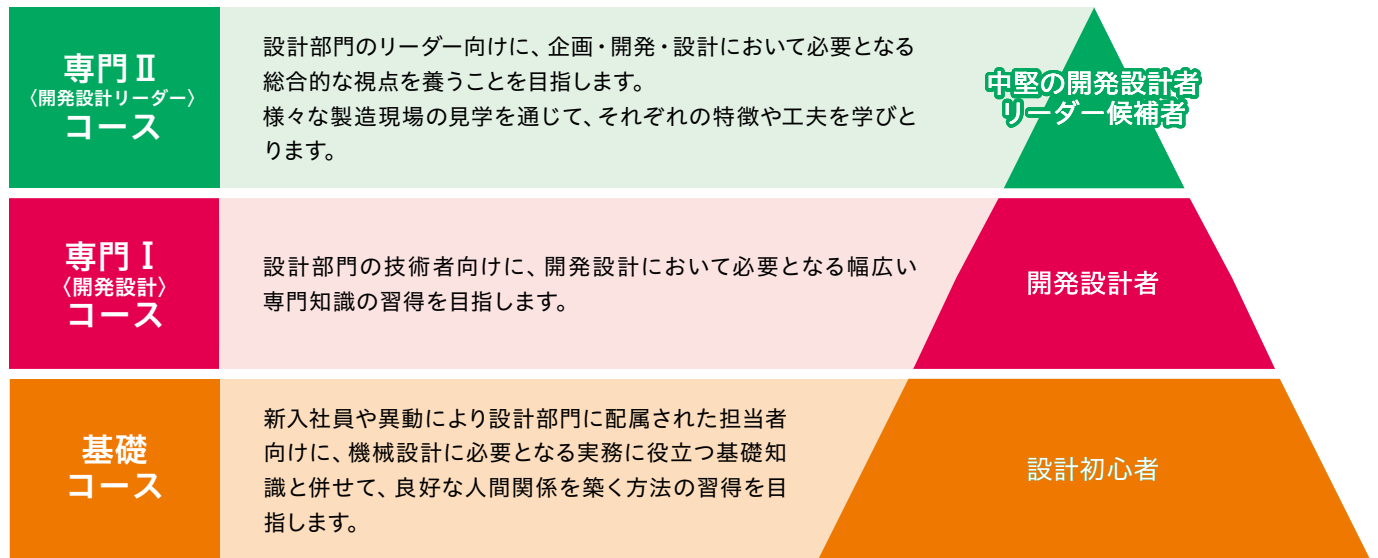 専門Ⅱ
〈開発設計リーダー〉
コース
設計部門のリーダー向けに、企画・開発・設計において必要となる
総合的な視点を養うことを目指します。
様々な製造現場の見学を通じて、それぞれの特徴や工夫を学びと
ります。
中堅の開発設計者
リーダー候補者
専門Ⅰ
〈開発設計〉
コース
設計部門の技術者向けに、開発設計において必要となる幅広い
専門知識の習得を目指します。
開発設計者
基礎
コース
新入社員や異動により設計部門に配属された担当者
向けに、機械設計に必要となる実務に役立つ基礎知
識と併せて、良好な人間関係を築く方法の習得を目
指します。
設計初心者